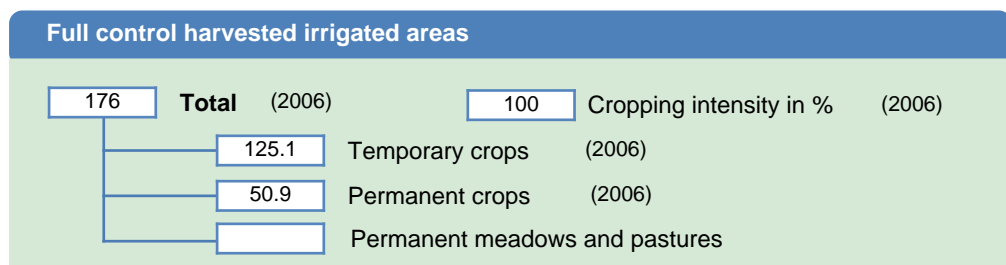 Full control harvested irrigated areas
176 Total (2006) 100 Cropping intensity in % (2006)
125.1 Temporary crops (2006)
50.9 Permanent crops (2006)
Permanent meadows and pastures